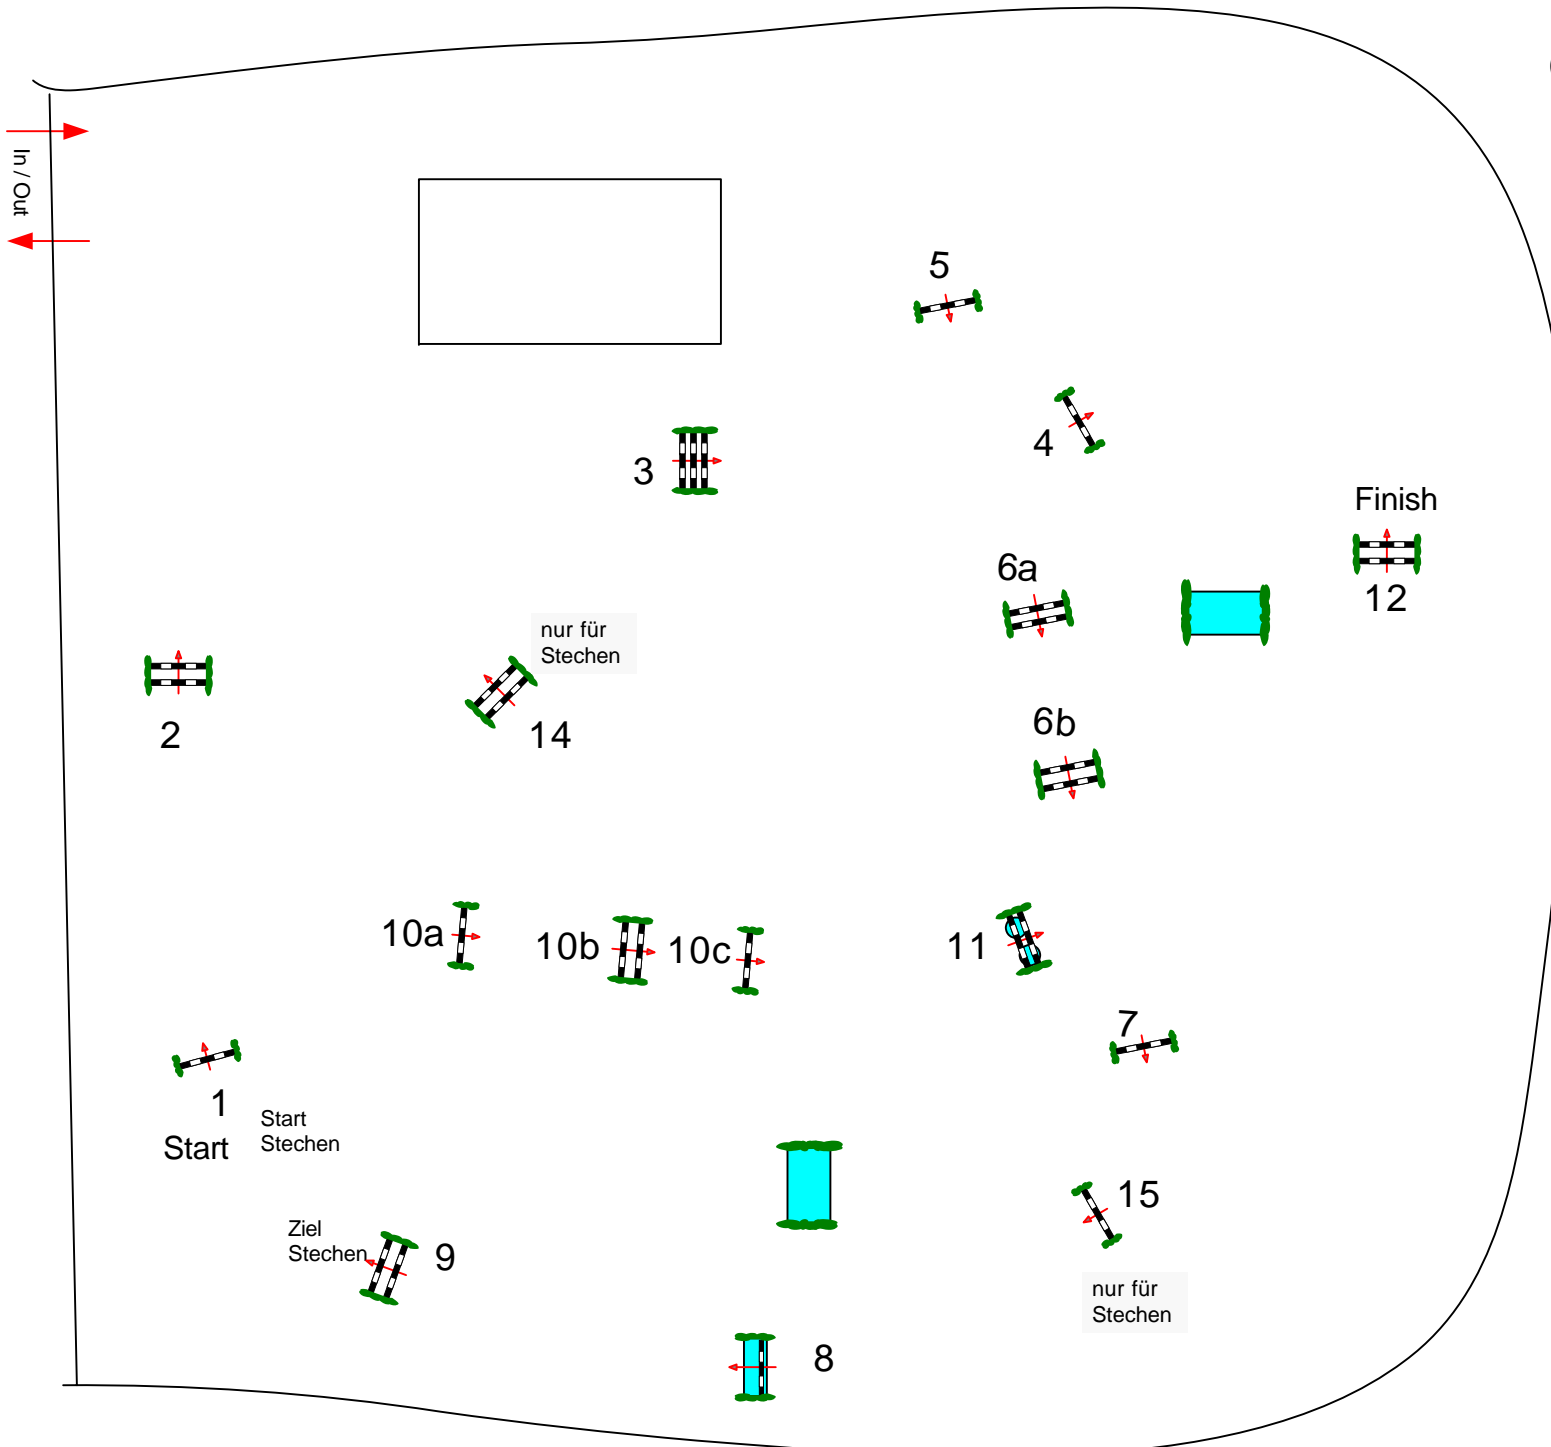 In / Out
5
4
3
Finish
12
6a
nur für
Stechen
14
2
6b
10a
10b
10c
11
7
1
Start
Start
Stechen
15
Ziel
Stechen
9
nur für
Stechen
8